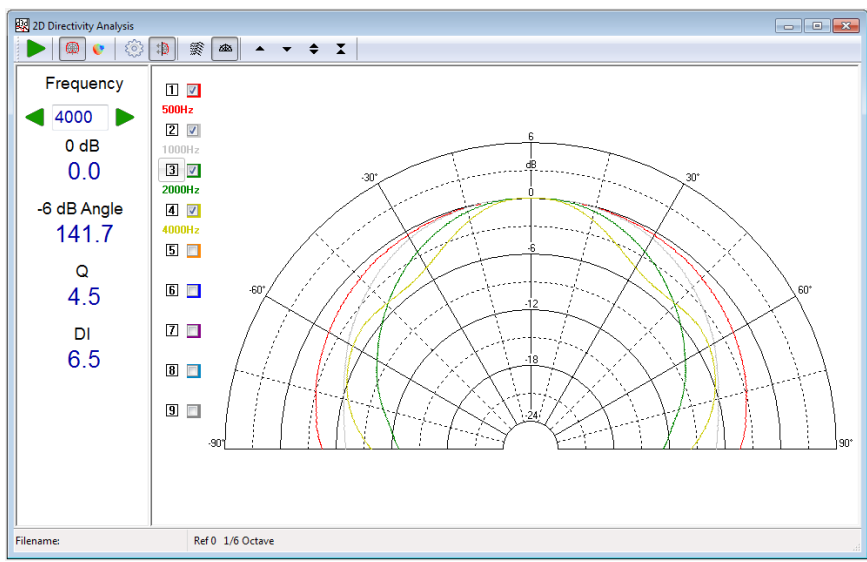 2D Directivity Analysis
Frequency
4000
0 dB
0.0
-6 dB Angle
141.7
Q
4.5
DI
6.5
1
500Hz
2
1000Hz
3
2000Hz
4
4000Hz
5
6
7
8
9
6
dB
0
-6
-12
-18
-24
-90°
-60°
-30°
30°
60°
90°
Filename:
Ref 0 1/6 Octave